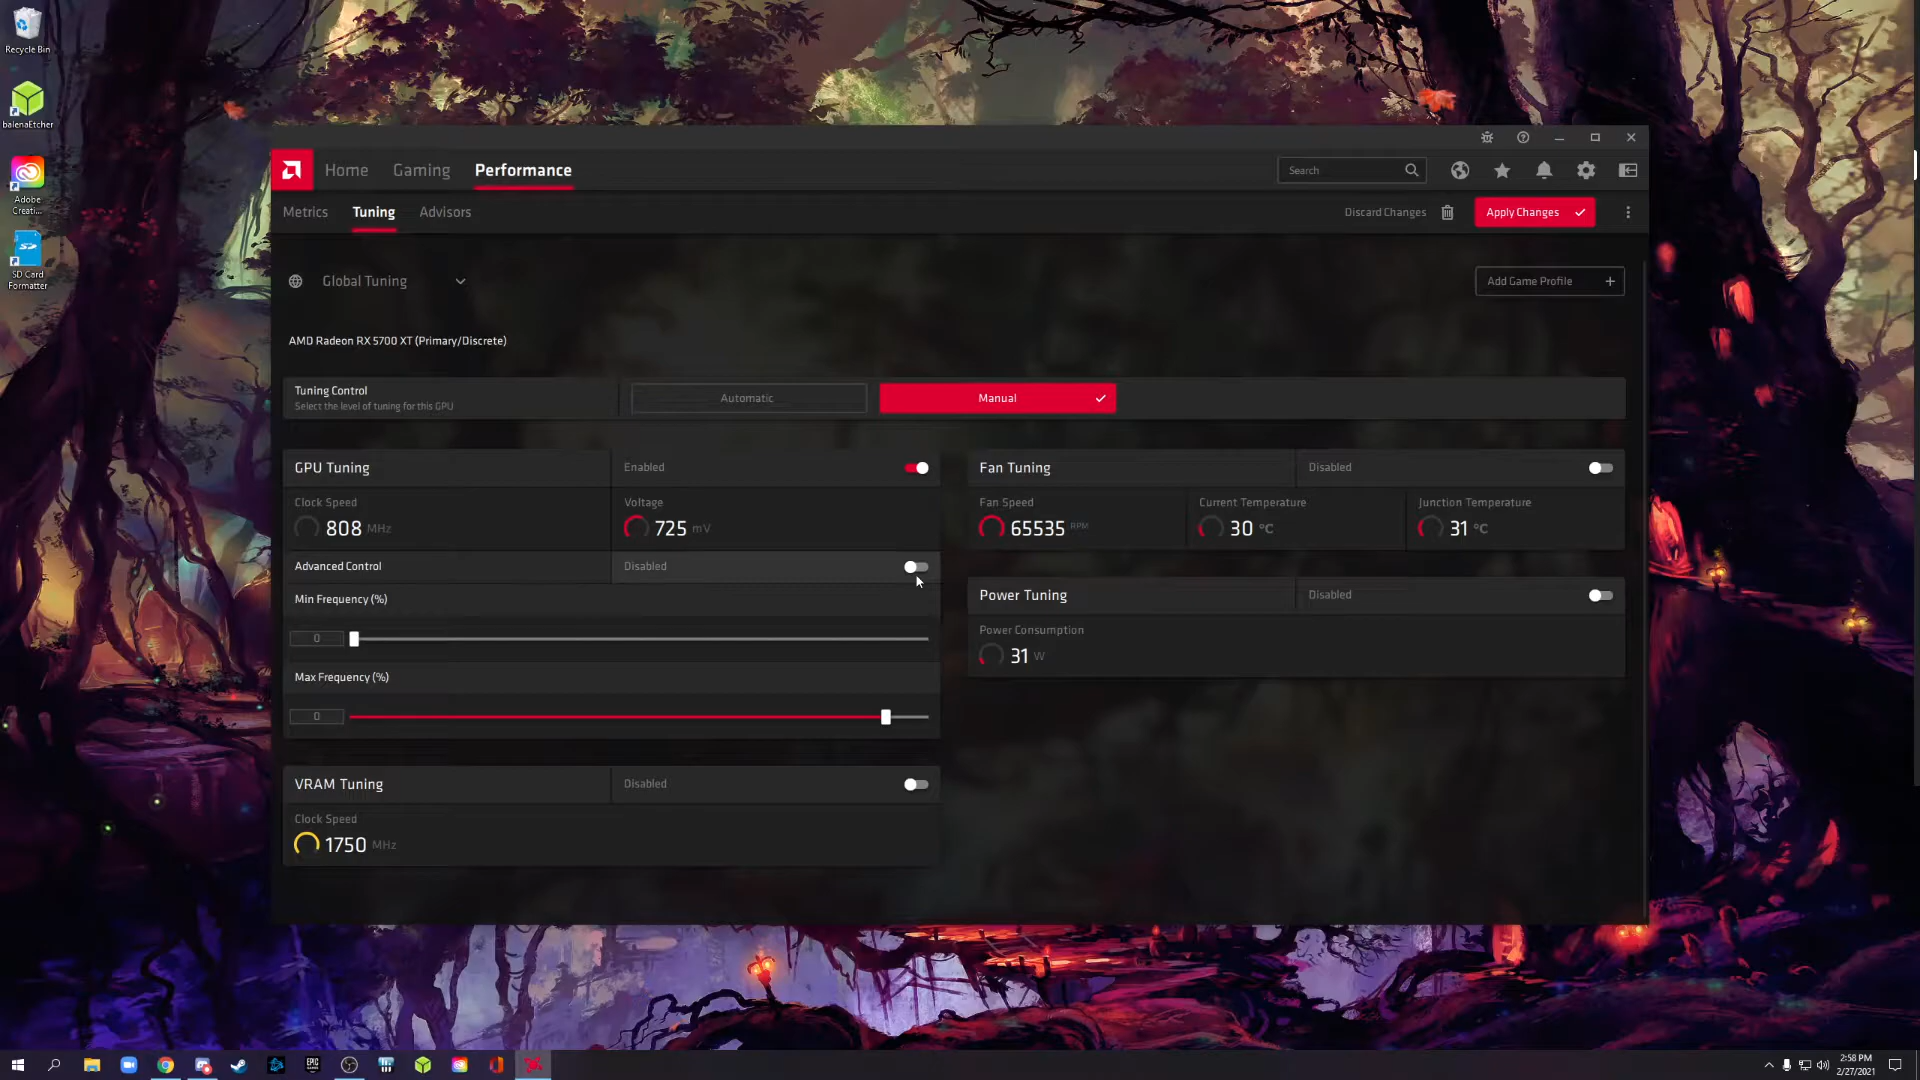 Recycle Bin
balenaEtcher
Adobe
Creati...
SD Card
Formatter
Home
Gaming
Performance
Search
Metrics
Tuning
Advisors
Discard Changes
Apply Changes
Global Tuning
Add Game Profile
AMD Radeon RX 5700 XT (Primary/Discrete)
Tuning Control
Select the level of tuning for this GPU
Automatic
Manual
GPU Tuning
Enabled
Clock Speed
808 MHz
Voltage
725 mV
Advanced Control
Disabled
Min Frequency (%)
0
Max Frequency (%)
0
VRAM Tuning
Disabled
Clock Speed
1750 MHz
Fan Tuning
Disabled
Fan Speed
65535 RPM
Current Temperature
30 °C
Junction Temperature
31 °C
Power Tuning
Disabled
Power Consumption
31 W
EPIC
GAMES
2:58 PM
2/27/2021